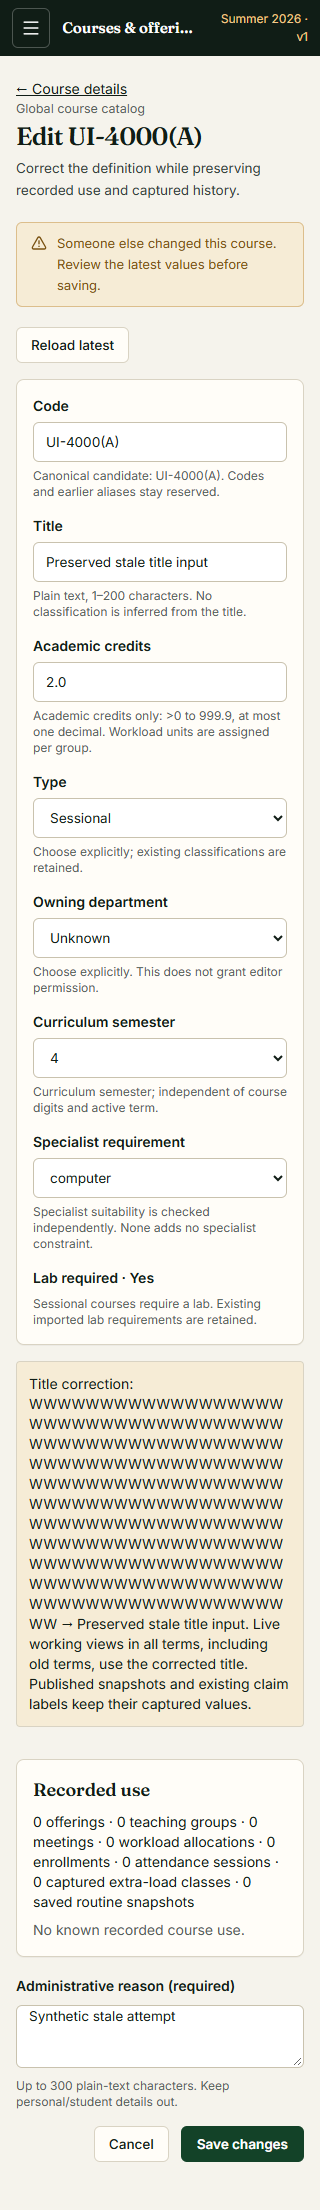 Courses & offeri...
Summer 2026 ·
v1
← Course details
Global course catalog
Edit UI-4000(A)
Correct the definition while preserving
recorded use and captured history.
Someone else changed this course.
Review the latest values before
saving.
Reload latest
Code
UI-4000(A)
Canonical candidate: UI-4000(A). Codes
and earlier aliases stay reserved.
Title
Preserved stale title input
Plain text, 1–200 characters. No
classification is inferred from the title.
Academic credits
2.0
Academic credits only: >0 to 999.9, at most
one decimal. Workload units are assigned
per group.
Type
Sessional
Choose explicitly; existing classifications are
retained.
Owning department
Unknown
Choose explicitly. This does not grant editor
permission.
Curriculum semester
4
Curriculum semester; independent of course
digits and active term.
Specialist requirement
computer
Specialist suitability is checked
independently. None adds no specialist
constraint.
Lab required · Yes
Sessional courses require a lab. Existing
imported lab requirements are retained.
Title correction:
WWWWWWWWWWWWWWWWWW
WWWWWWWWWWWWWWWWWW
WWWWWWWWWWWWWWWWWW
WWWWWWWWWWWWWWWWWW
WWWWWWWWWWWWWWWWWW
WWWWWWWWWWWWWWWWWW
WWWWWWWWWWWWWWWWWW
WWWWWWWWWWWWWWWWWW
WWWWWWWWWWWWWWWWWW
WWWWWWWWWWWWWWWWWW
WWWWWWWWWWWWWWWWWW
WW → Preserved stale title input. Live
working views in all terms, including
old terms, use the corrected title.
Published snapshots and existing claim
labels keep their captured values.
Recorded use
0 offerings · 0 teaching groups · 0
meetings · 0 workload allocations · 0
enrollments · 0 attendance sessions ·
0 captured extra-load classes · 0
saved routine snapshots
No known recorded course use.
Administrative reason (required)
Synthetic stale attempt
Up to 300 plain-text characters. Keep
personal/student details out.
Cancel
Save changes